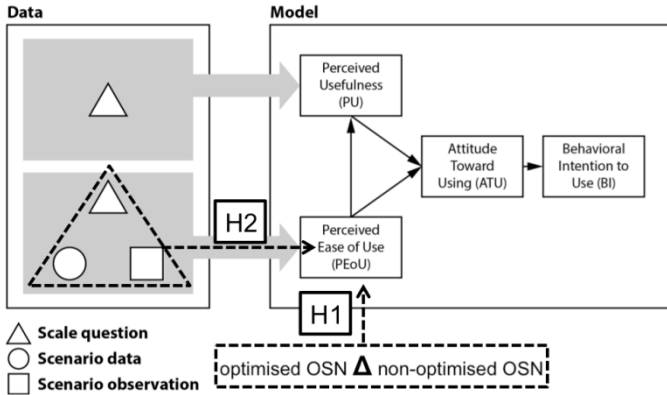 Data
Model
Perceived
Usefulness
(PU)
Attitude
Toward
Using (ATU)
Behavioral
Intention to
Use (BI)
H2
Perceived
Ease of Use
(PEoU)
H1
Scale question
Scenario data
Scenario observation
optimised OSN Δ non-optimised OSN